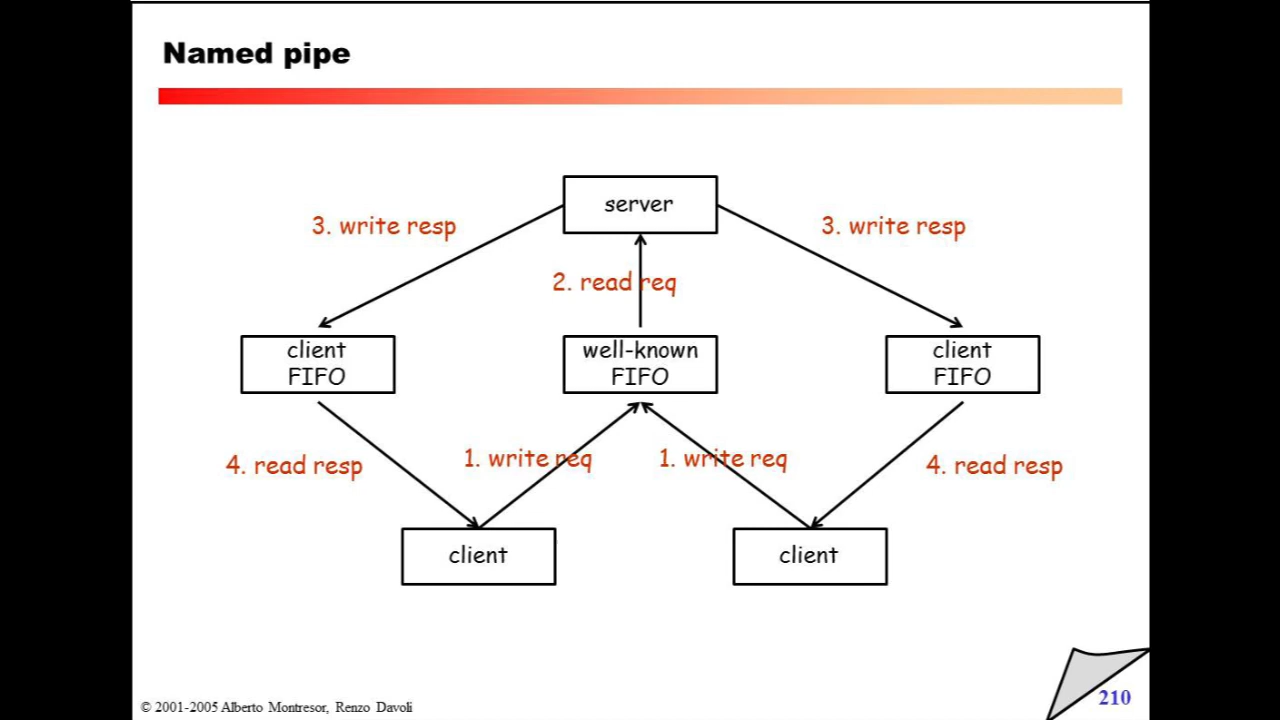 Named pipe
server
3. write resp
3. write resp
2. read req
client
FIFO
well-known
FIFO
client
FIFO
4. read resp
1. write req
1. write req
4. read resp
client
client
© 2001-2005 Alberto Montresor, Renzo Davoli
210